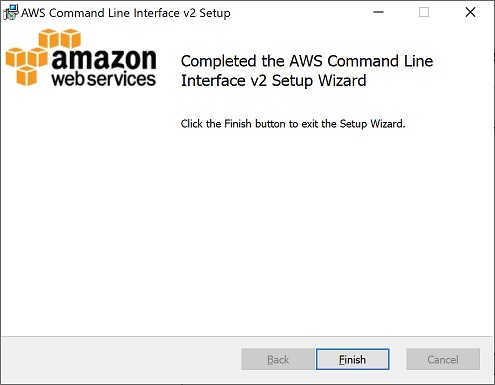 AWS Command Line Interface v2 Setup
amazon
webservices
Completed the AWS Command Line
Interface v2 Setup Wizard
Click the Finish button to exit the Setup Wizard.
Back
Finish
Cancel